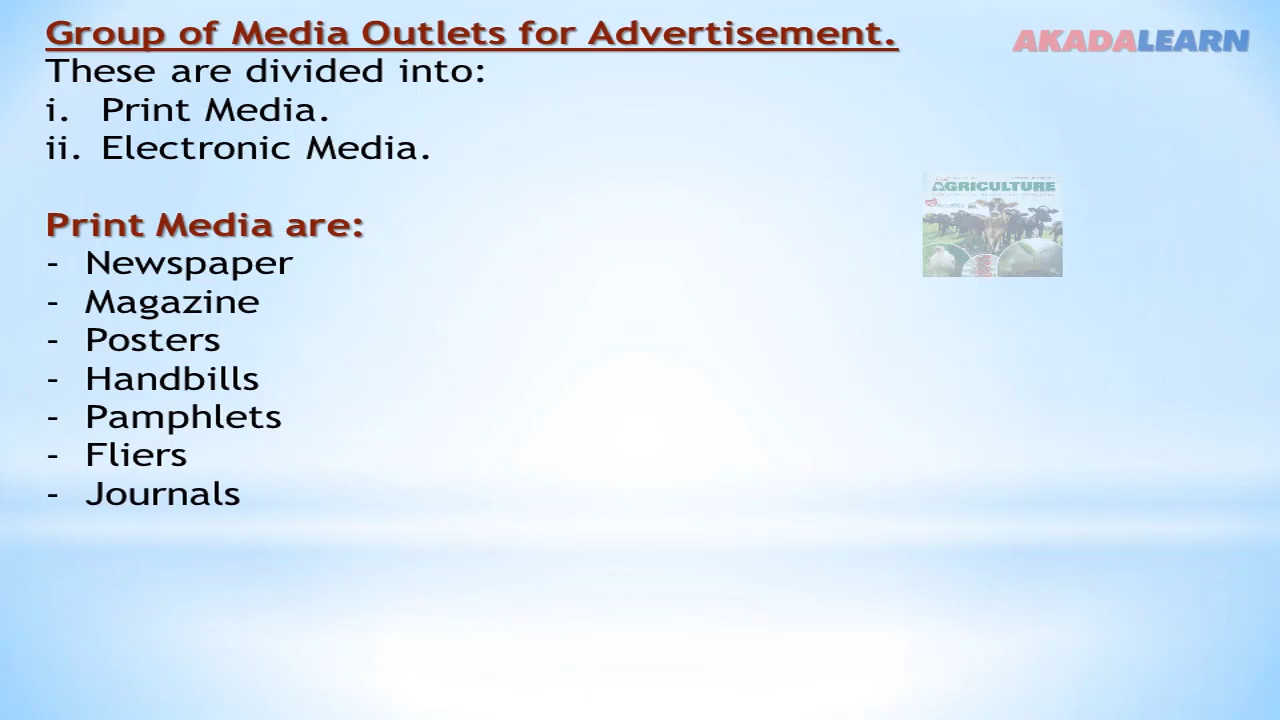 Group of Media Outlets for Advertisement.
AKADALEARN
These are divided into:
i. Print Media.
ii. Electronic Media.
AGRICULTURE
Print Media are:
- Newspaper
- Magazine
- Posters
- Handbills
- Pamphlets
- Fliers
- Journals